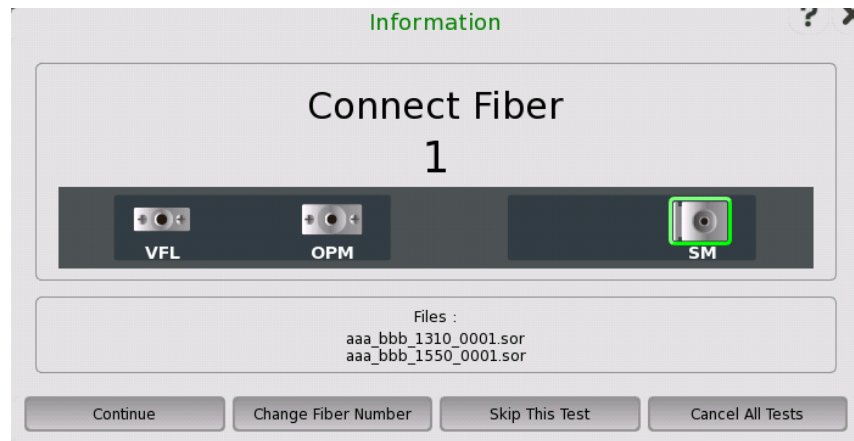 Information
?
Connect Fiber
1
VFL OPM SM
Files :
aaa_bbb_1310_0001.sor
aaa_bbb_1550_0001.sor
Continue Change Fiber Number Skip This Test Cancel All Tests